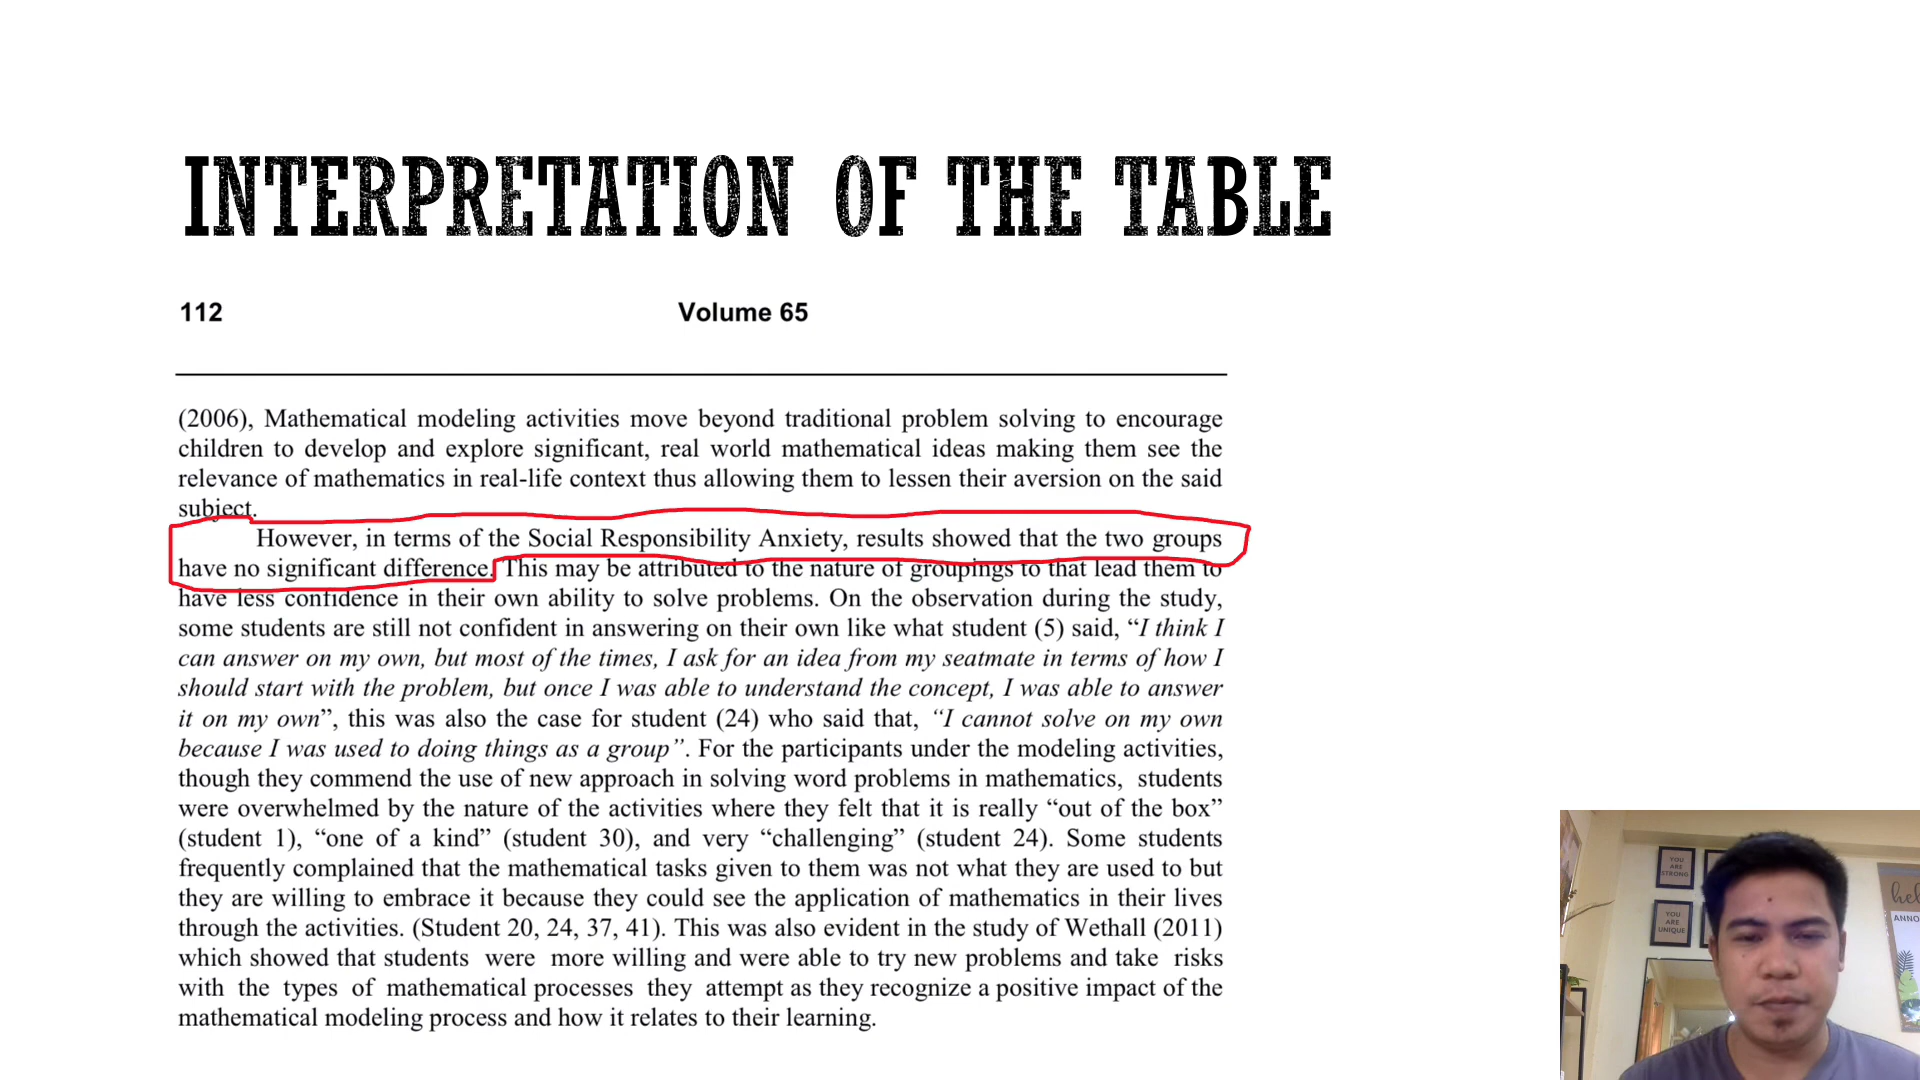 INTERPRETATION OF THE TABLE
112 Volume 65
(2006), Mathematical modeling activities move beyond traditional problem solving to encourage
children to develop and explore significant, real world mathematical ideas making them see the
relevance of mathematics in real-life context thus allowing them to lessen their aversion on the said
subject.
However, in terms of the Social Responsibility Anxiety, results showed that the two groups
have no significant difference. This may be attributed to the nature of groupings to that lead them to
have less confidence in their own ability to solve problems. On the observation during the study,
some students are still not confident in answering on their own like what student (5) said, “I think I
can answer on my own, but most of the times, I ask for an idea from my seatmate in terms of how I
should start with the problem, but once I was able to understand the concept, I was able to answer
it on my own”, this was also the case for student (24) who said that, “I cannot solve on my own
because I was used to doing things as a group”. For the participants under the modeling activities,
though they commend the use of new approach in solving word problems in mathematics, students
were overwhelmed by the nature of the activities where they felt that it is really “out of the box”
(student 1), “one of a kind” (student 30), and very “challenging” (student 24). Some students
frequently complained that the mathematical tasks given to them was not what they are used to but
they are willing to embrace it because they could see the application of mathematics in their lives
through the activities. (Student 20, 24, 37, 41). This was also evident in the study of Wethall (2011)
which showed that students were more willing and were able to try new problems and take risks
with the types of mathematical processes they attempt as they recognize a positive impact of the
mathematical modeling process and how it relates to their learning.
YOU
ARE
STRONG
YOU
ARE
UNIQUE